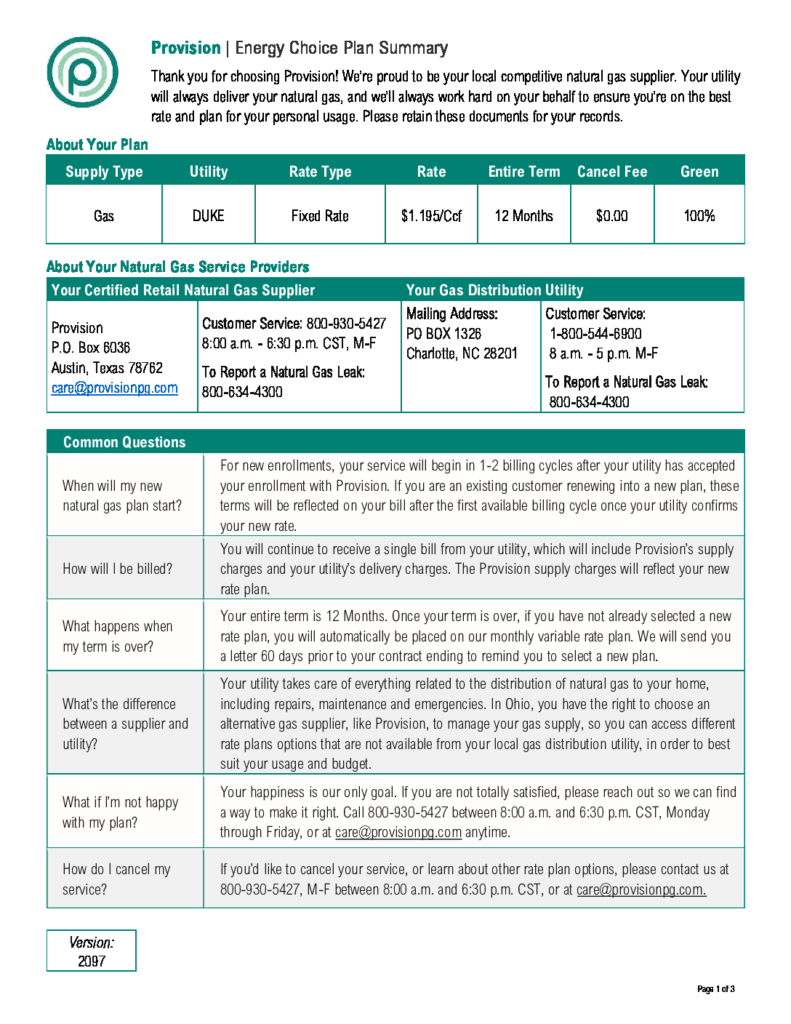 Provision | Energy Choice Plan Summary
Thank you for choosing Provision! We're proud to be your local competitive natural gas supplier. Your utility
will always deliver your natural gas, and we'll always work hard on your behalf to ensure you're on the best
rate and plan for your personal usage. Please retain these documents for your records.
About Your Plan
Supply Type Utility Rate Type Rate Entire Term Cancel Fee Green
Gas DUKE Fixed Rate $1.195/Ccf 12 Months $0.00 100%
About Your Natural Gas Service Providers
Your Certified Retail Natural Gas Supplier
Provision
P.O. Box 6036
Austin, Texas 78762
care@provisionpg.com
Customer Service: 800-930-5427
8:00 a.m. - 6:30 p.m. CST, M-F
To Report a Natural Gas Leak:
800-634-4300
Your Gas Distribution Utility
Mailing Address:
PO BOX 1326
Charlotte, NC 28201
Customer Service:
1-800-544-6900
8 a.m. - 5 p.m. M-F
To Report a Natural Gas Leak:
800-634-4300
Common Questions
When will my new
natural gas plan start?
For new enrollments, your service will begin in 1-2 billing cycles after your utility has accepted
your enrollment with Provision. If you are an existing customer renewing into a new plan, these
terms will be reflected on your bill after the first available billing cycle once your utility confirms
your new rate.
How will I be billed?
You will continue to receive a single bill from your utility, which will include Provision's supply
charges and your utility's delivery charges. The Provision supply charges will reflect your new
rate plan.
What happens when
my term is over?
Your entire term is 12 Months. Once your term is over, if you have not already selected a new
rate plan, you will automatically be placed on our monthly variable rate plan. We will send you
a letter 60 days prior to your contract ending to remind you to select a new plan.
What's the difference
between a supplier and
utility?
Your utility takes care of everything related to the distribution of natural gas to your home,
including repairs, maintenance and emergencies. In Ohio, you have the right to choose an
alternative gas supplier, like Provision, to manage your gas supply, so you can access different
rate plans options that are not available from your local gas distribution utility, in order to best
suit your usage and budget.
What if I'm not happy
with my plan?
Your happiness is our only goal. If you are not totally satisfied, please reach out so we can find
a way to make it right. Call 800-930-5427 between 8:00 a.m. and 6:30 p.m. CST, Monday
through Friday, or at care@provisionpg.com anytime.
How do I cancel my
service?
If you'd like to cancel your service, or learn about other rate plan options, please contact us at
800-930-5427, M-F between 8:00 a.m. and 6:30 p.m. CST, or at care@provisionpg.com.
Version:
2097
Page 1 of 3